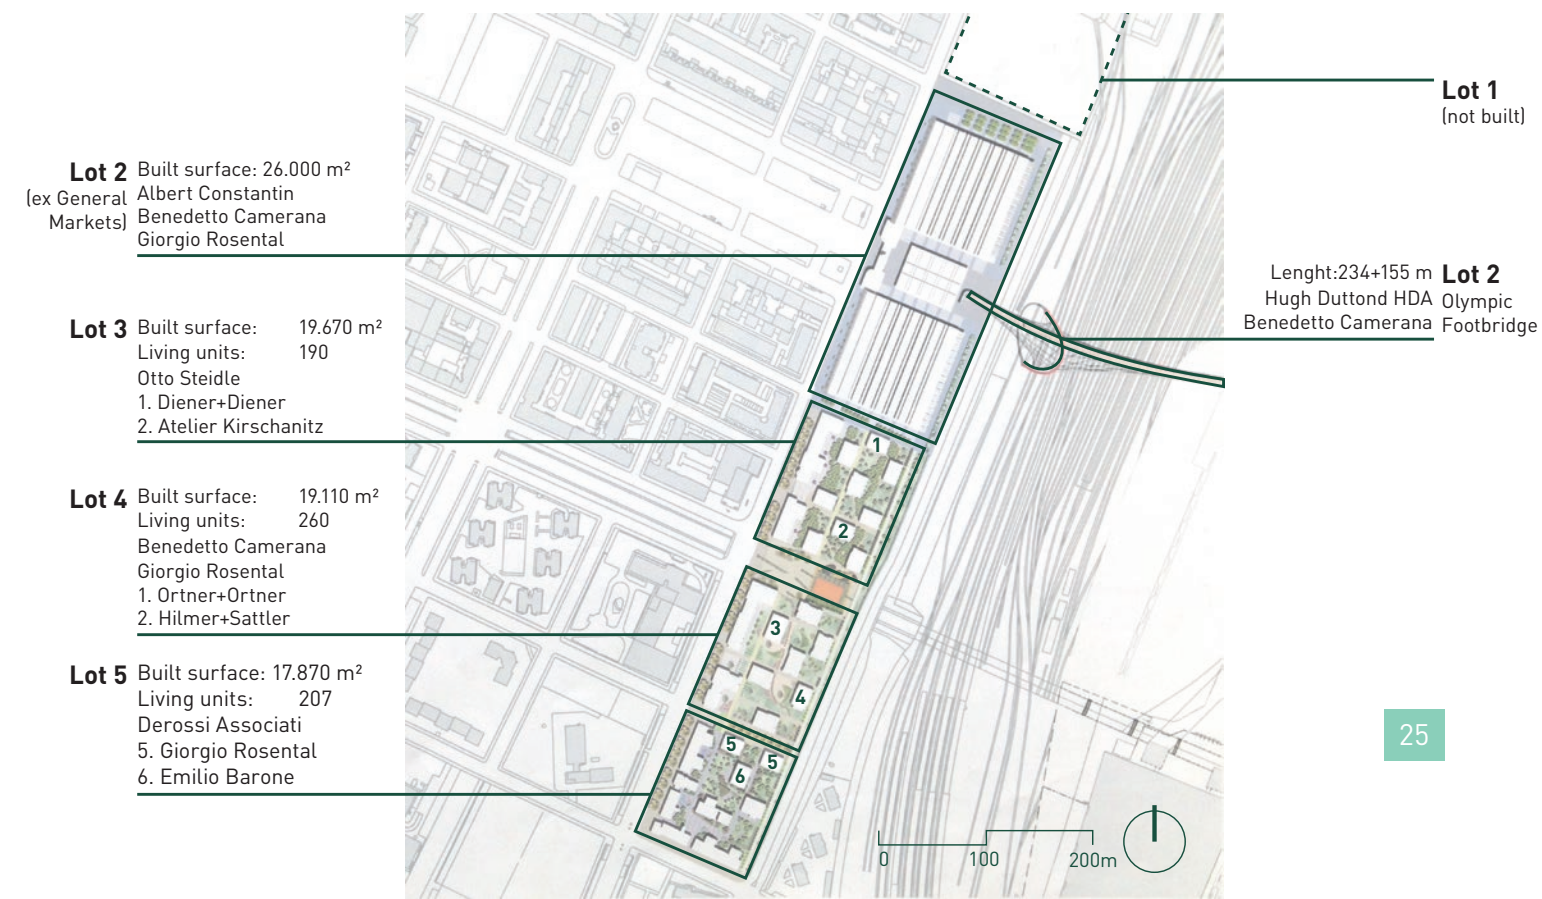 Lot 1
(not built)
Lot 2
(ex General
Markets)
Built surface: 26.000 m²
Albert Constantin
Benedetto Camerana
Giorgio Rosental
Lenght:234+155 m
Hugh Duttond HDA
Benedetto Camerana
Lot 2
Olympic
Footbridge
Lot 3
Built surface: 19.670 m²
Living units: 190
Otto Steidle
1. Diener+Diener
2. Atelier Kirschanitz
Lot 4
Built surface: 19.110 m²
Living units: 260
Benedetto Camerana
Giorgio Rosental
1. Ortner+Ortner
2. Hilmer+Sattler
Lot 5
Built surface: 17.870 m²
Living units: 207
Derossi Associati
5. Giorgio Rosental
6. Emilio Barone
1
2
3
4
5
5
6
25
0 100 200m